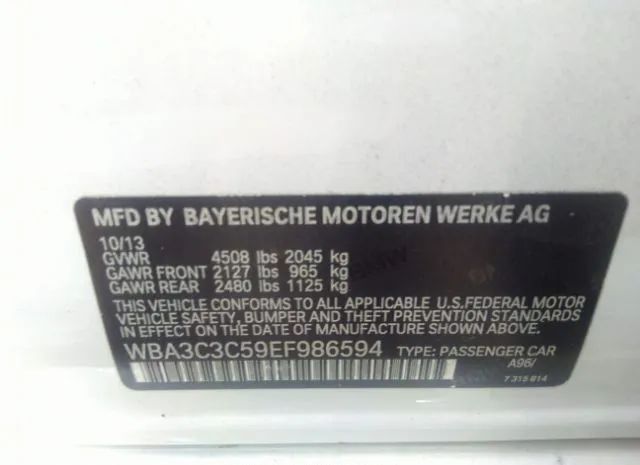 MFD BY BAYERISCHE MOTOREN WERKE AG
10/13
GVWR 4508 lbs 2045 kg
GAWR FRONT 2127 lbs 965 kg
GAWR REAR 2480 lbs 1125 kg
THIS VEHICLE CONFORMS TO ALL APPLICABLE U.S.FEDERAL MOTOR
VEHICLE SAFETY, BUMPER AND THEFT PREVENTION STANDARDS
IN EFFECT ON THE DATE OF MANUFACTURE SHOWN ABOVE.
WBA3C3C59EF986594 TYPE: PASSENGER CAR
A96/
7 315 814